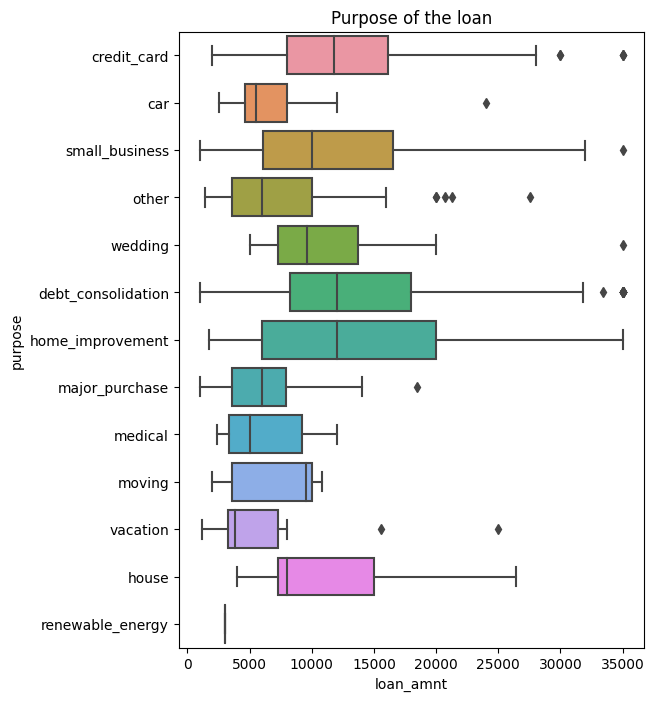 Purpose of the loan
credit_card
car
small_business
other
wedding
debt_consolidation
home_improvement
major_purchase
medical
moving
vacation
house
renewable_energy
purpose
0 5000 10000 15000 20000 25000 30000 35000
loan_amnt